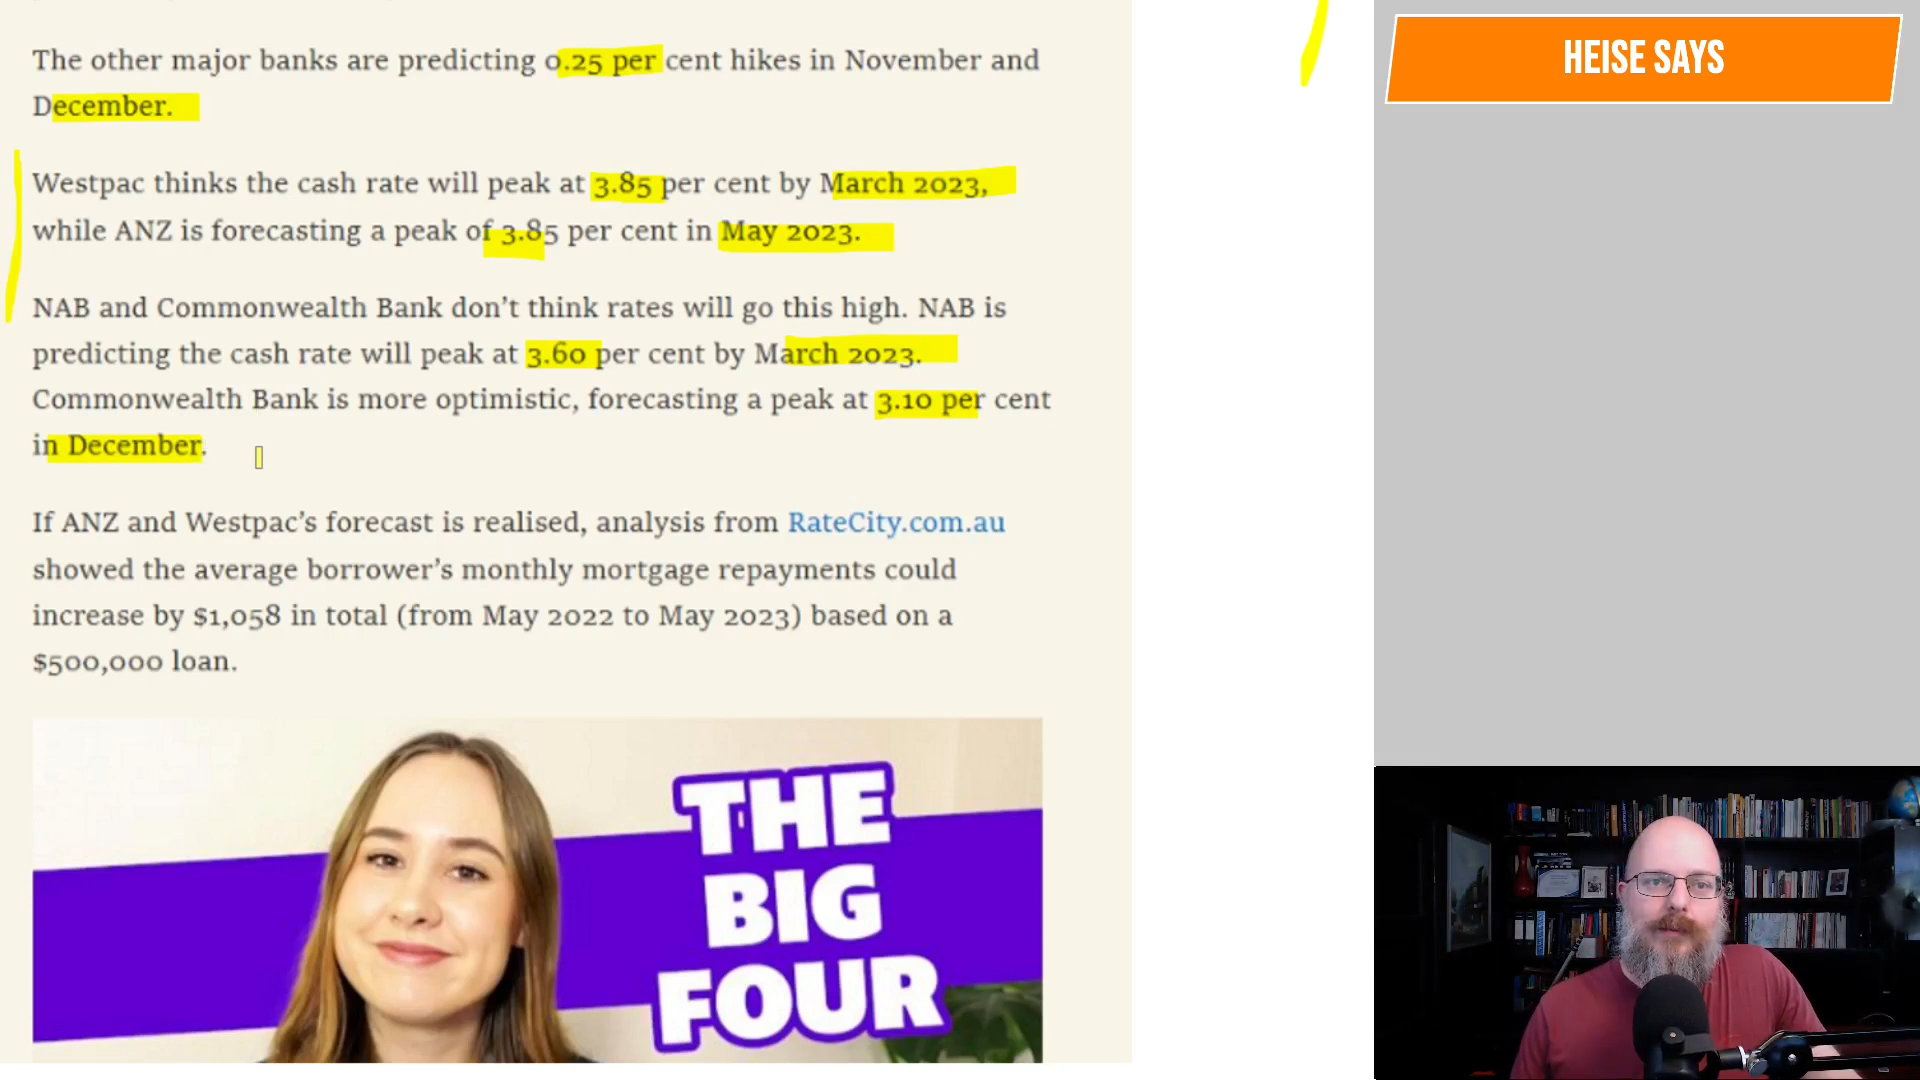 The other major banks are predicting 0.25 per cent hikes in November and
December.
Westpac thinks the cash rate will peak at 3.85 per cent by March 2023,
while ANZ is forecasting a peak of 3.85 per cent in May 2023.
NAB and Commonwealth Bank don’t think rates will go this high. NAB is
predicting the cash rate will peak at 3.60 per cent by March 2023.
Commonwealth Bank is more optimistic, forecasting a peak at 3.10 per cent
in December.
If ANZ and Westpac’s forecast is realised, analysis from RateCity.com.au
showed the average borrower’s monthly mortgage repayments could
increase by $1,058 in total (from May 2022 to May 2023) based on a
$500,000 loan.
THE
BIG
FOUR
HEISE SAYS